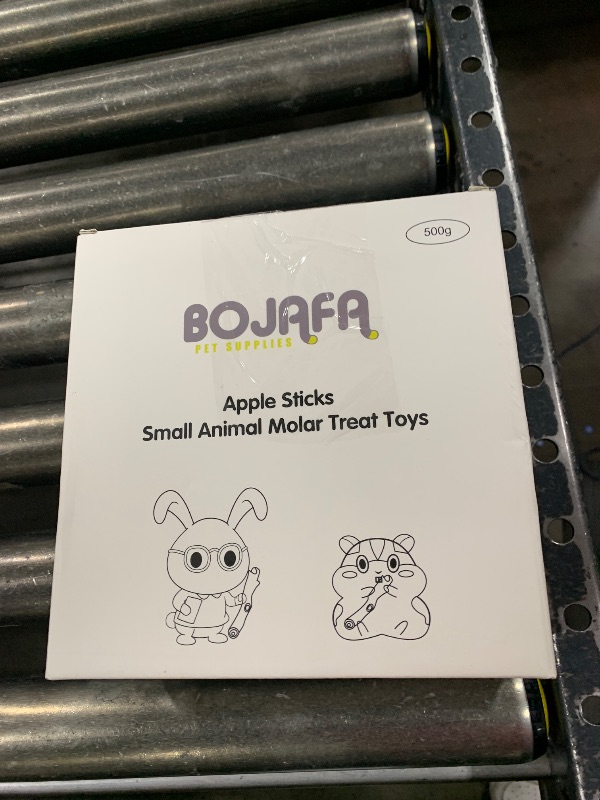 500g
BOJAFA
PET SUPPLIES
Apple Sticks
Small Animal Molar Treat Toys